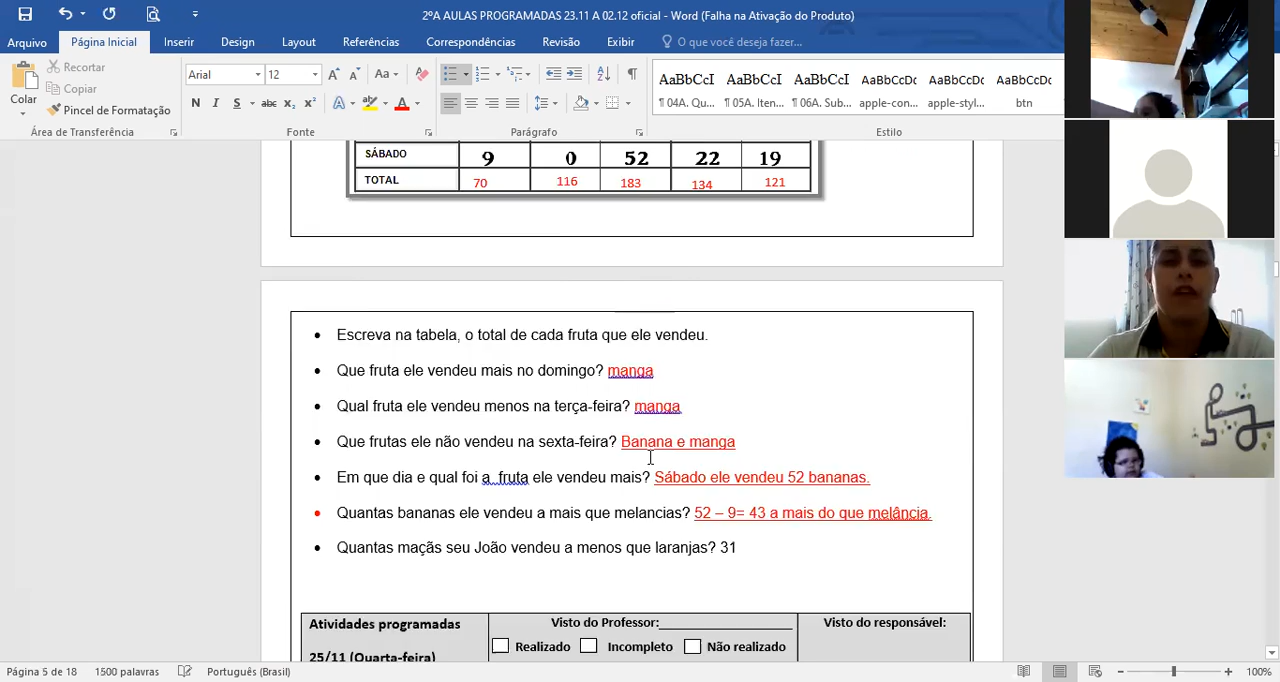 2ºA AULAS PROGRAMADAS 23.11 A 02.12 oficial - Word (Falha na Ativação do Produto)
Arquivo Página Inicial Inserir Design Layout Referências Correspondências Revisão Exibir O que você deseja fazer...
Colar
Recortar
Copiar
Pincel de Formatação
Área de Transferência
Arial 12
N I S abc x₂ x²
Fonte
Parágrafo
AaBbCcI AaBbCcI AaBbCcI AaBbCcDc AaBbCcDc AaBbCcDc
¶ 04A. Qu... ¶ 05A. Iten... ¶ 06A. Sub... apple-con... apple-styl... btn
Estilo
SÁBADO 9 0 52 22 19
TOTAL 70 116 183 134 121
• Escreva na tabela, o total de cada fruta que ele vendeu.
• Que fruta ele vendeu mais no domingo? manga
• Qual fruta ele vendeu menos na terça-feira? manga
• Que frutas ele não vendeu na sexta-feira? Banana e manga
• Em que dia e qual foi a fruta ele vendeu mais? Sábado ele vendeu 52 bananas.
• Quantas bananas ele vendeu a mais que melancias? 52 – 9= 43 a mais do que melância.
• Quantas maçãs seu João vendeu a menos que laranjas? 31
Atividades programadas
25/11 (Quarta-feira)
Visto do Professor:
Realizado Incompleto Não realizado
Visto do responsável:
Página 5 de 18 1500 palavras Português (Brasil) 100%